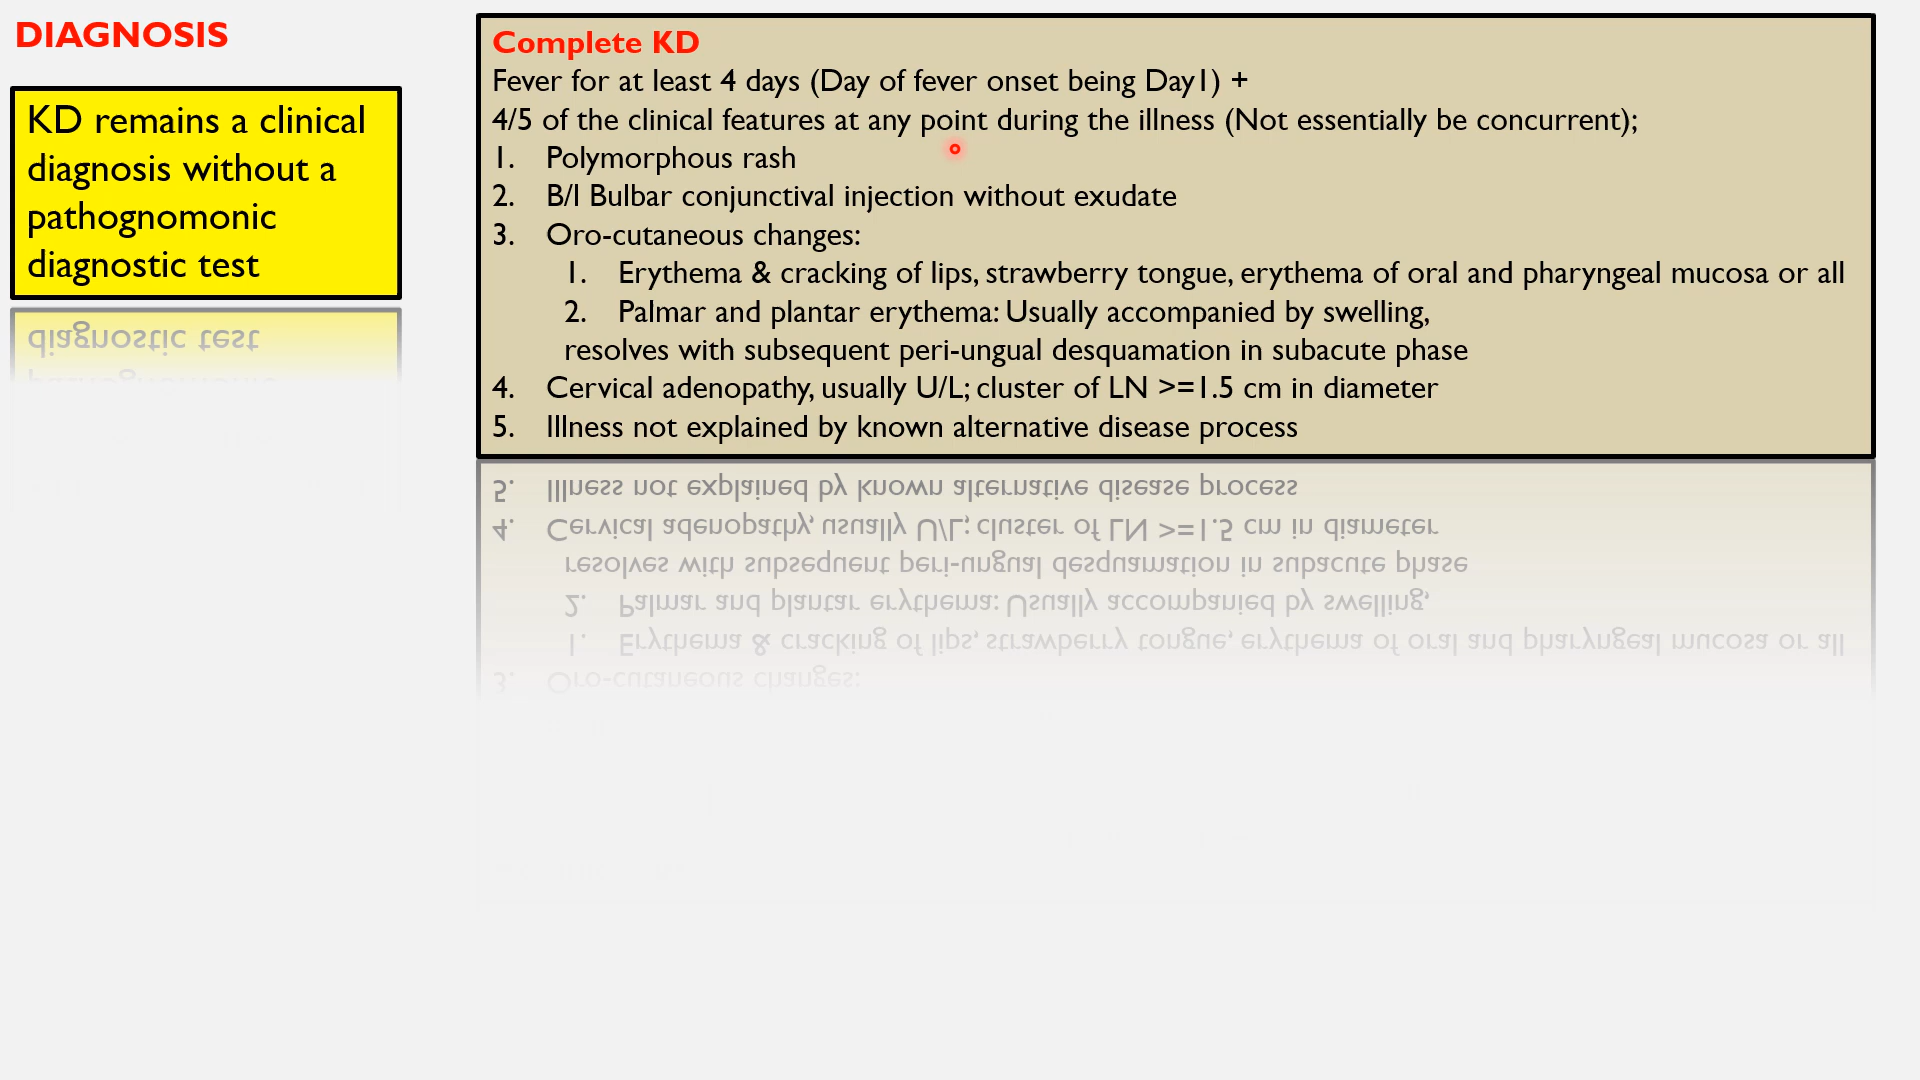 DIAGNOSIS
KD remains a clinical
diagnosis without a
pathognomonic
diagnostic test
Complete KD
Fever for at least 4 days (Day of fever onset being Day1) +
4/5 of the clinical features at any point during the illness (Not essentially be concurrent);
1. Polymorphous rash
2. B/l Bulbar conjunctival injection without exudate
3. Oro-cutaneous changes:
1. Erythema & cracking of lips, strawberry tongue, erythema of oral and pharyngeal mucosa or all
2. Palmar and plantar erythema: Usually accompanied by swelling,
resolves with subsequent peri-ungual desquamation in subacute phase
4. Cervical adenopathy, usually U/L; cluster of LN >=1.5 cm in diameter
5. Illness not explained by known alternative disease process